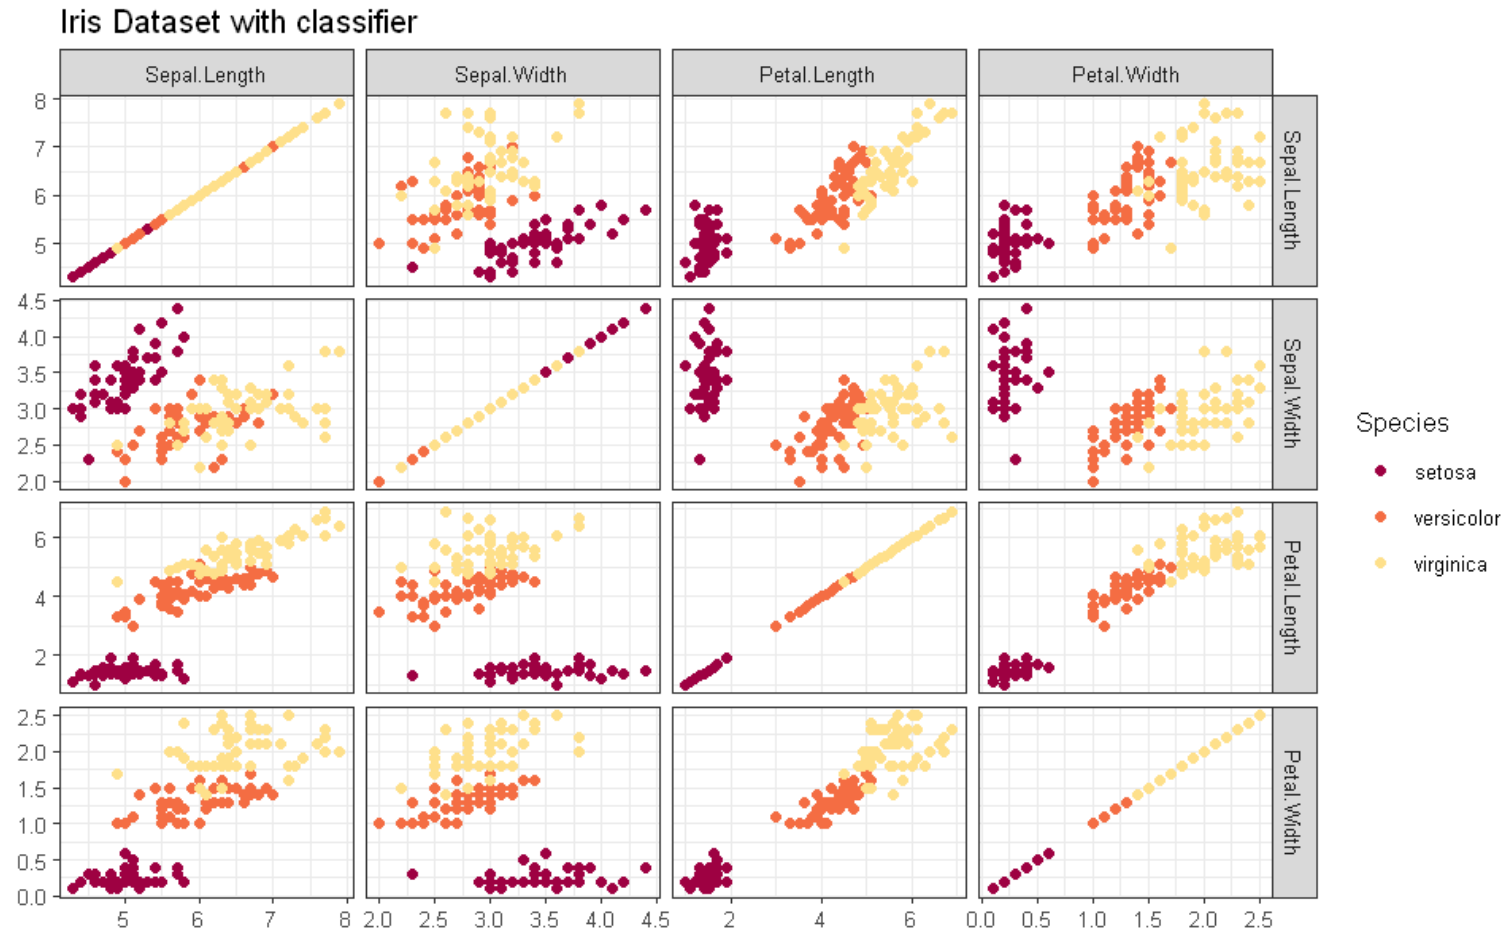 Iris Dataset with classifier
Sepal.Length Sepal.Width Petal.Length Petal.Width
8
7
6
5
Sepal.Length
4.5
4.0
3.5
3.0
2.5
2.0
Sepal.Width
6
4
2
Petal.Length
2.5
2.0
1.5
1.0
0.5
0.0
Petal.Width
5 6 7 8 2.0 2.5 3.0 3.5 4.0 4.5 2 4 6 0.0 0.5 1.0 1.5 2.0 2.5
Species
setosa
versicolor
virginica